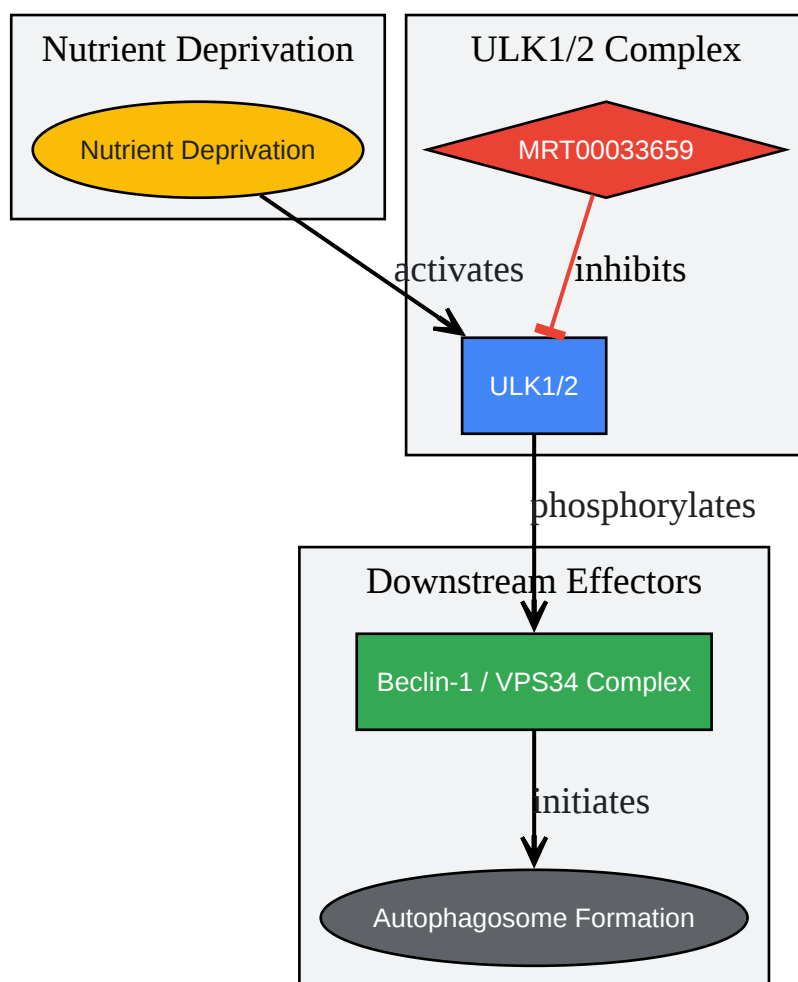 Nutrient Deprivation
ULK1/2 Complex
Nutrient Deprivation
MRT00033659
activates
inhibits
ULK1/2
phosphorylates
Downstream Effectors
Beclin-1 / VPS34 Complex
initiates
Autophagosome Formation